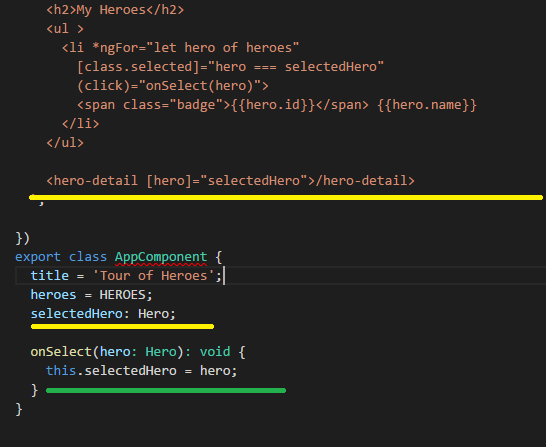 <h2>My Heroes</h2>
<ul >
<li *ngFor="let hero of heroes"
[class.selected]="hero === selectedHero"
(click)="onSelect(hero)">
<span class="badge">{{hero.id}}</span> {{hero.name}}
</li>
</ul>
<hero-detail [hero]="selectedHero">/hero-detail>
`,
})
export class AppComponent {
title = 'Tour of Heroes';
heroes = HEROES;
selectedHero: Hero;
onSelect(hero: Hero): void {
this.selectedHero = hero;
}
}